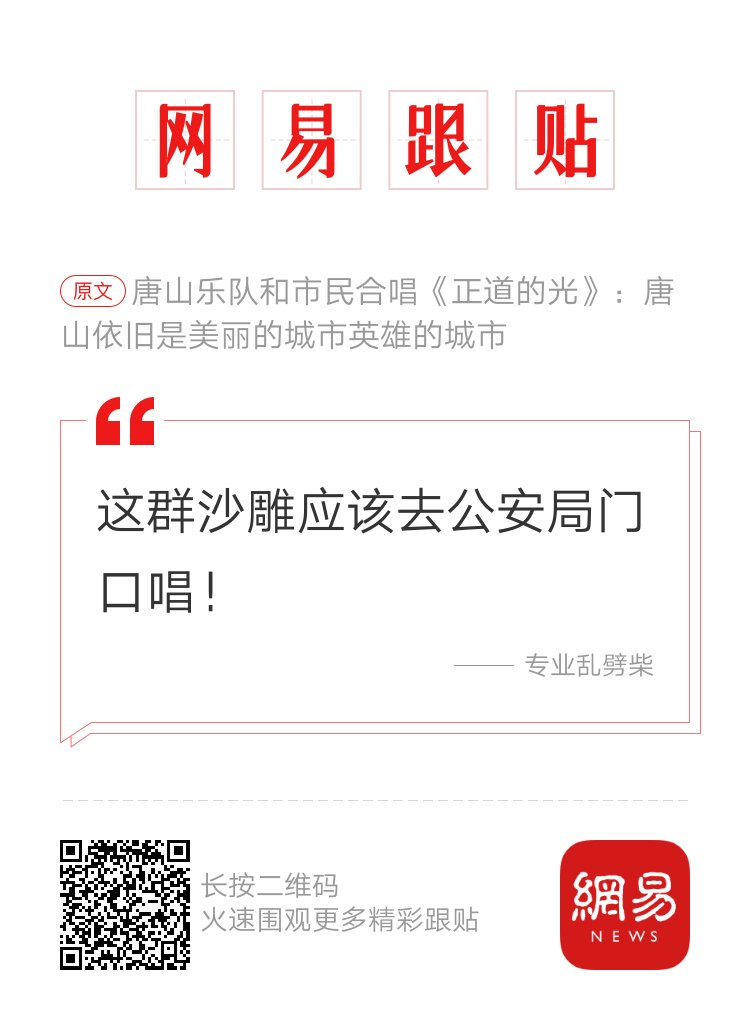 网易跟贴
原文 唐山乐队和市民合唱《正道的光》：唐
山依旧是美丽的城市英雄的城市
这群沙雕应该去公安局门
口唱！
—— 专业乱劈柴
长按二维码
火速围观更多精彩跟贴
網易
NEWS